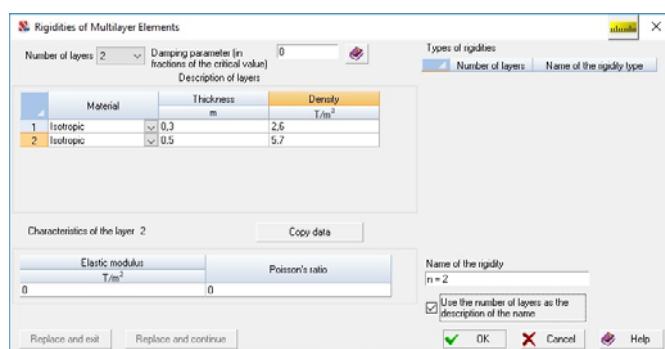 Rigidities of Multilayer Elements
Number of layers 2
Damping parameter (in
fractions of the critical value)
0
Description of layers
Types of rigidities
Number of layers Name of the rigidity type
Material Thickness Density
m T/m³
1 Isotropic 0,3 2,6
2 Isotropic 0.5 5.7
Characteristics of the layer 2
Copy data
Elastic modulus Poisson's ratio
T/m²
0 0
Name of the rigidity
n = 2
Use the number of layers as the
description of the name
Replace and exit Replace and continue OK Cancel Help